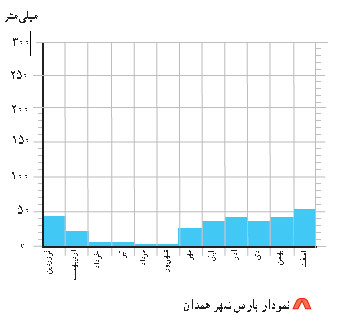 میلی متر
۳۰۰
۲۵۰
۲۰۰
۱۵۰
۱۰۰
۵۰
۰
فروردین
اردیبهشت
خرداد
تیر
مرداد
شهریور
مهر
آبان
آذر
دی
بهمن
اسفند
نمودار بارش شهر همدان